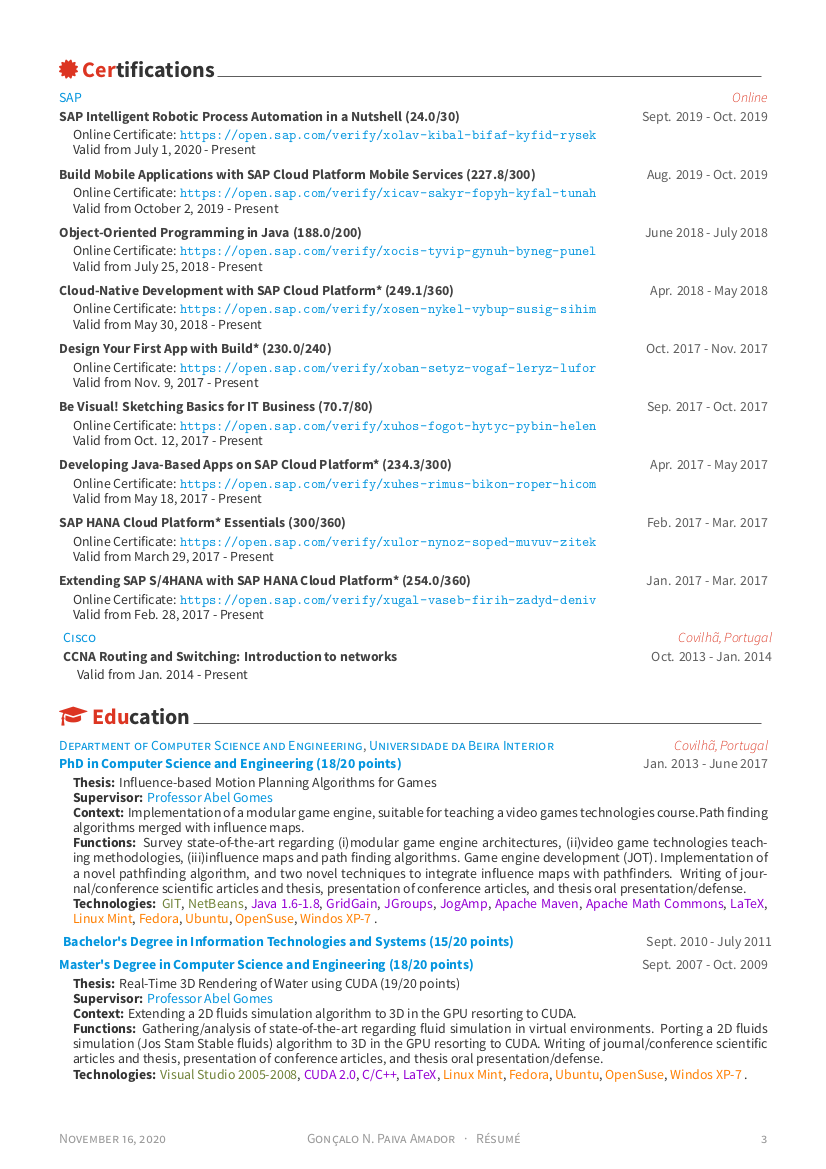 Certifications
SAP Online
SAP Intelligent Robotic Process Automation in a Nutshell (24.0/30) Sept. 2019 - Oct. 2019
Online Certificate: https://open.sap.com/verify/xolav-kibal-bifaf-kyfid-rysek
Valid from July 1, 2020 - Present
Build Mobile Applications with SAP Cloud Platform Mobile Services (227.8/300) Aug. 2019 - Oct. 2019
Online Certificate: https://open.sap.com/verify/xicav-sakyr-fopyh-kyfal-tunah
Valid from October 2, 2019 - Present
Object-Oriented Programming in Java (188.0/200) June 2018 - July 2018
Online Certificate: https://open.sap.com/verify/xocis-tyvip-gynuh-byneg-punel
Valid from July 25, 2018 - Present
Cloud-Native Development with SAP Cloud Platform* (249.1/360) Apr. 2018 - May 2018
Online Certificate: https://open.sap.com/verify/xosen-nykel-vybup-susig-sihim
Valid from May 30, 2018 - Present
Design Your First App with Build* (230.0/240) Oct. 2017 - Nov. 2017
Online Certificate: https://open.sap.com/verify/xoban-setyz-vogaf-leryz-lufor
Valid from Nov. 9, 2017 - Present
Be Visual! Sketching Basics for IT Business (70.7/80) Sep. 2017 - Oct. 2017
Online Certificate: https://open.sap.com/verify/xuhos-fogot-hytyc-pybin-helen
Valid from Oct. 12, 2017 - Present
Developing Java-Based Apps on SAP Cloud Platform* (234.3/300) Apr. 2017 - May 2017
Online Certificate: https://open.sap.com/verify/xuhes-rimus-bikon-roper-hicom
Valid from May 18, 2017 - Present
SAP HANA Cloud Platform* Essentials (300/360) Feb. 2017 - Mar. 2017
Online Certificate: https://open.sap.com/verify/xulor-nynoz-soped-muvuv-zitek
Valid from March 29, 2017 - Present
Extending SAP S/4HANA with SAP HANA Cloud Platform* (254.0/360) Jan. 2017 - Mar. 2017
Online Certificate: https://open.sap.com/verify/xugal-vaseb-firih-zadyd-deniv
Valid from Feb. 28, 2017 - Present
Cisco Covilhã, Portugal
CCNA Routing and Switching: Introduction to networks Oct. 2013 - Jan. 2014
Valid from Jan. 2014 - Present
Education
Department of Computer Science and Engineering, Universidade da Beira Interior Covilhã, Portugal
PhD in Computer Science and Engineering (18/20 points) Jan. 2013 - June 2017
Thesis: Influence-based Motion Planning Algorithms for Games
Supervisor: Professor Abel Gomes
Context: Implementation of a modular game engine, suitable for teaching a video games technologies course.Path finding
algorithms merged with influence maps.
Functions: Survey state-of-the-art regarding (i)modular game engine architectures, (ii)video game technologies teach-
ing methodologies, (iii)influence maps and path finding algorithms. Game engine development (JOT). Implementation of
a novel pathfinding algorithm, and two novel techniques to integrate influence maps with pathfinders. Writing of jour-
nal/conference scientific articles and thesis, presentation of conference articles, and thesis oral presentation/defense.
Technologies: GIT, NetBeans, Java 1.6-1.8, GridGain, JGroups, JogAmp, Apache Maven, Apache Math Commons, LaTeX,
Linux Mint, Fedora, Ubuntu, OpenSuse, Windos XP-7 .
Bachelor's Degree in Information Technologies and Systems (15/20 points) Sept. 2010 - July 2011
Master's Degree in Computer Science and Engineering (18/20 points) Sept. 2007 - Oct. 2009
Thesis: Real-Time 3D Rendering of Water using CUDA (19/20 points)
Supervisor: Professor Abel Gomes
Context: Extending a 2D fluids simulation algorithm to 3D in the GPU resorting to CUDA.
Functions: Gathering/analysis of state-of-the-art regarding fluid simulation in virtual environments. Porting a 2D fluids
simulation (Jos Stam Stable fluids) algorithm to 3D in the GPU resorting to CUDA. Writing of journal/conference scientific
articles and thesis, presentation of conference articles, and thesis oral presentation/defense.
Technologies: Visual Studio 2005-2008, CUDA 2.0, C/C++, LaTeX, Linux Mint, Fedora, Ubuntu, OpenSuse, Windos XP-7 .
November 16, 2020 Gonçalo N. Paiva Amador · Résumé 3